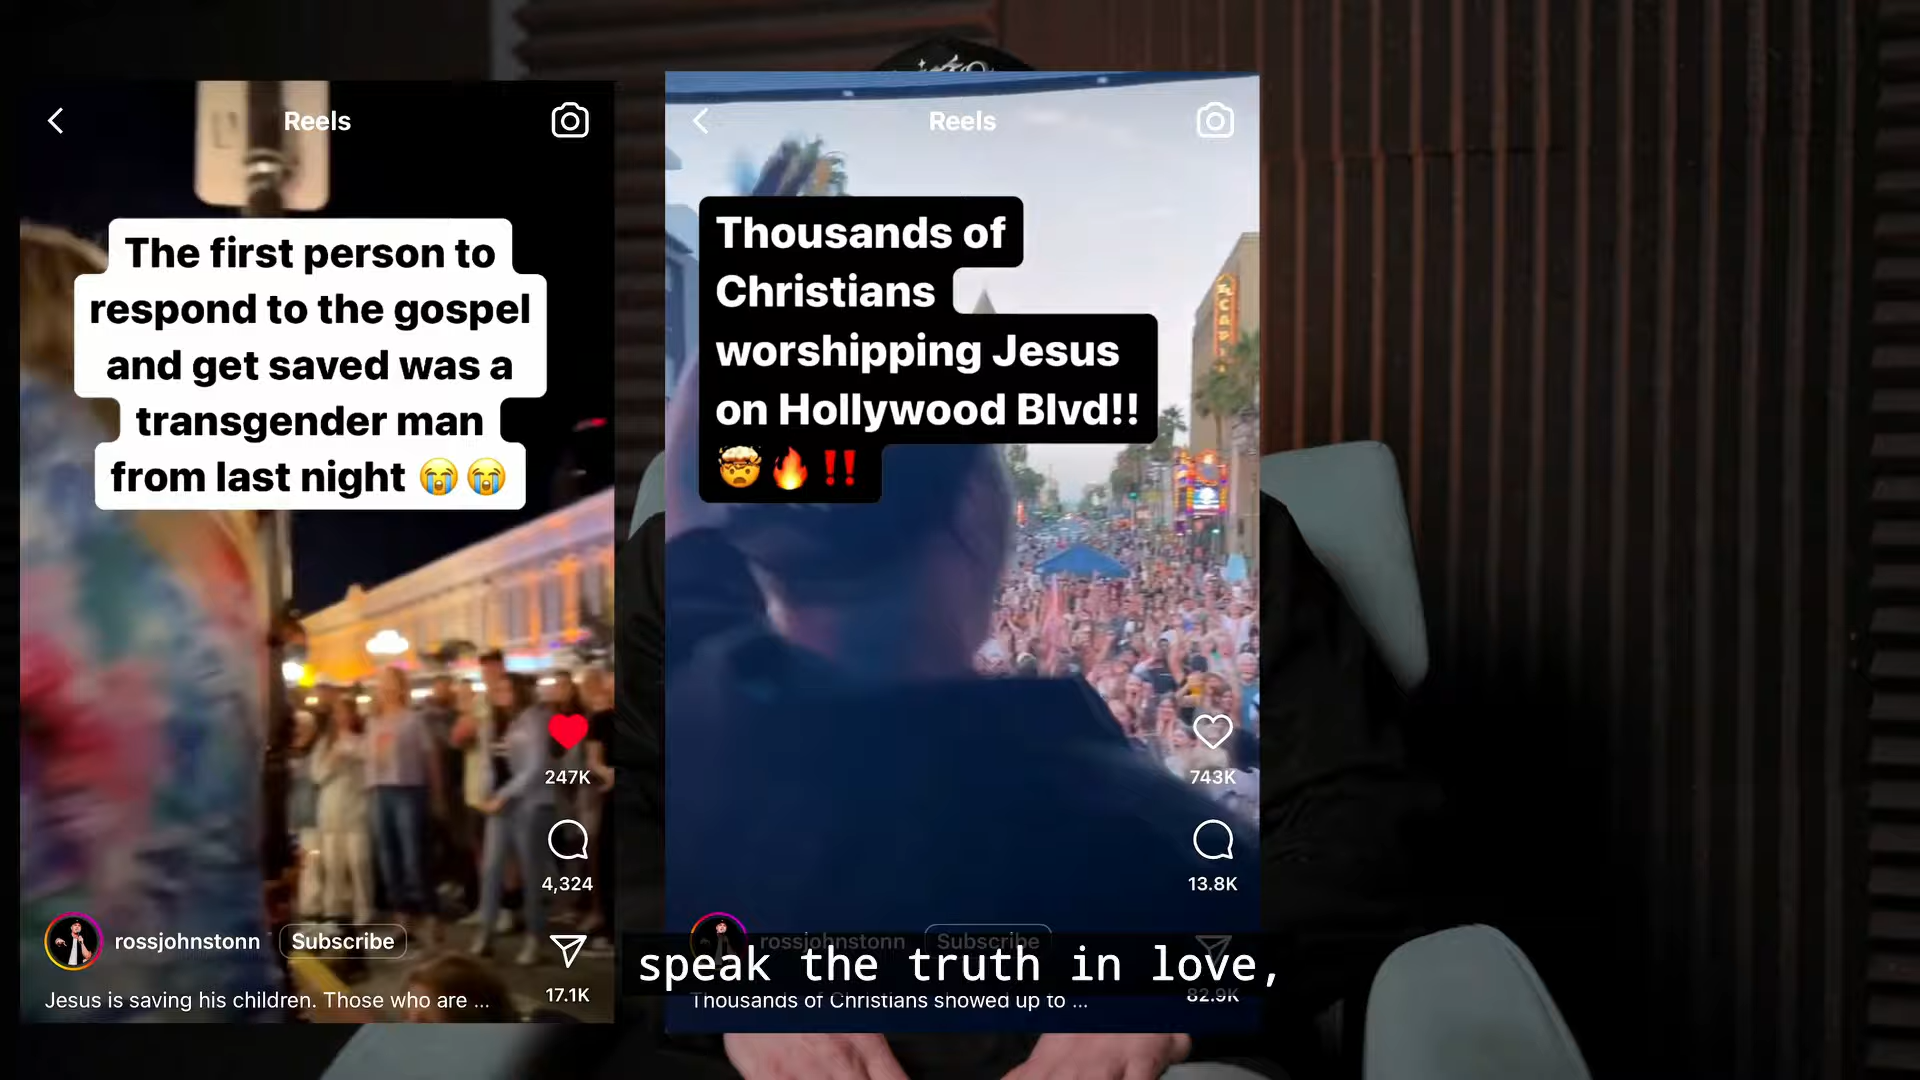 Reels
The first person to
respond to the gospel
and get saved was a
transgender man
from last night 😭😭
247K
4,324
rossjohnstonn
Subscribe
17.1K
Jesus is saving his children. Those who are ...
Reels
Thousands of
Christians
worshipping Jesus
on Hollywood Blvd!!
🤯🔥‼️
743K
13.8K
rossjohnstonn
Subscribe
82.9K
Thousands of Christians showed up to ...
speak the truth in love,